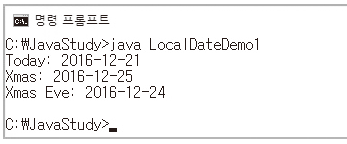 명령 프롬프트
C:\JavaStudy>java LocalDateDemo1
Today: 2016-12-21
Xmas: 2016-12-25
Xmas Eve: 2016-12-24
C:\JavaStudy>